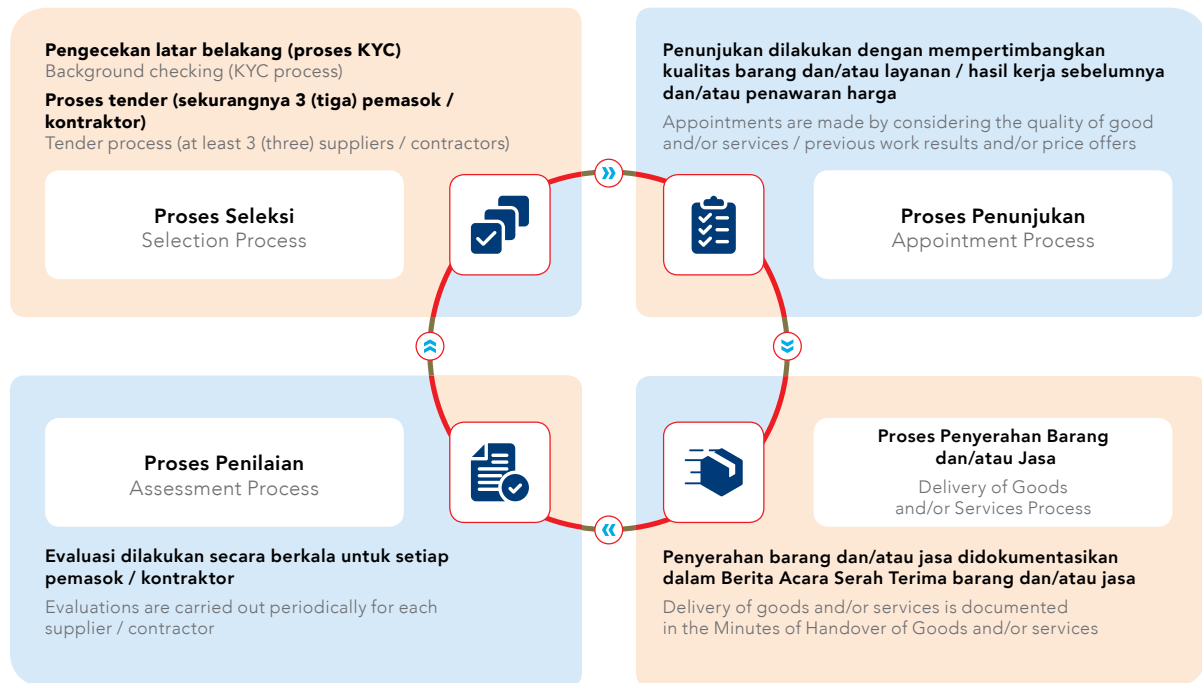 Pengecekan latar belakang (proses KYC)
Background checking (KYC process)
Proses tender (sekurangnya 3 (tiga) pemasok /
kontraktor)
Tender process (at least 3 (three) suppliers / contractors)
Proses Seleksi
Selection Process
Penunjukan dilakukan dengan mempertimbangkan
kualitas barang dan/atau layanan / hasil kerja sebelumnya
dan/atau penawaran harga
Appointments are made by considering the quality of good
and/or services / previous work results and/or price offers
Proses Penunjukan
Appointment Process
Proses Penilaian
Assessment Process
Evaluasi dilakukan secara berkala untuk setiap
pemasok / kontraktor
Evaluations are carried out periodically for each
supplier / contractor
Proses Penyerahan Barang
dan/atau Jasa
Delivery of Goods
and/or Services Process
Penyerahan barang dan/atau jasa didokumentasikan
dalam Berita Acara Serah Terima barang dan/atau jasa
Delivery of goods and/or services is documented
in the Minutes of Handover of Goods and/or services